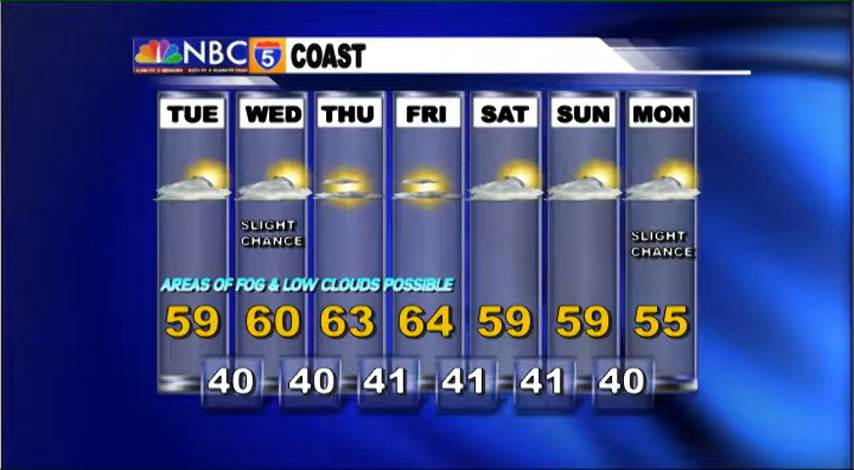 NBC 5 COAST
TUE WED THU FRI SAT SUN MON
SLIGHT
CHANCE
SLIGHT
CHANCE
AREAS OF FOG & LOW CLOUDS POSSIBLE
59 60 63 64 59 59 55
40 40 41 41 41 40